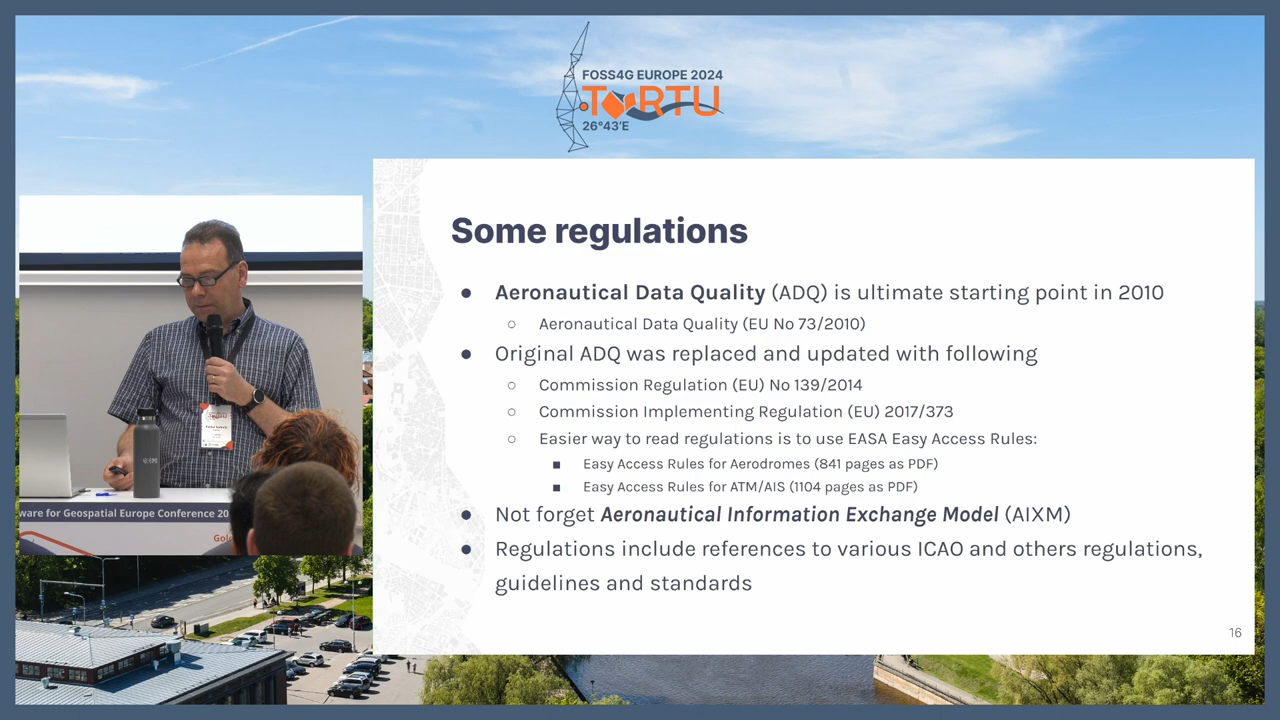 FOSS4G EUROPE 2024
TARTU
26°43'E
Some regulations
● Aeronautical Data Quality (ADQ) is ultimate starting point in 2010
○ Aeronautical Data Quality (EU No 73/2010)
● Original ADQ was replaced and updated with following
○ Commission Regulation (EU) No 139/2014
○ Commission Implementing Regulation (EU) 2017/373
○ Easier way to read regulations is to use EASA Easy Access Rules:
■ Easy Access Rules for Aerodromes (841 pages as PDF)
■ Easy Access Rules for ATM/AIS (1104 pages as PDF)
● Not forget Aeronautical Information Exchange Model (AIXM)
● Regulations include references to various ICAO and others regulations,
guidelines and standards
16
ware for Geospatial Europe Conference 20
Gol